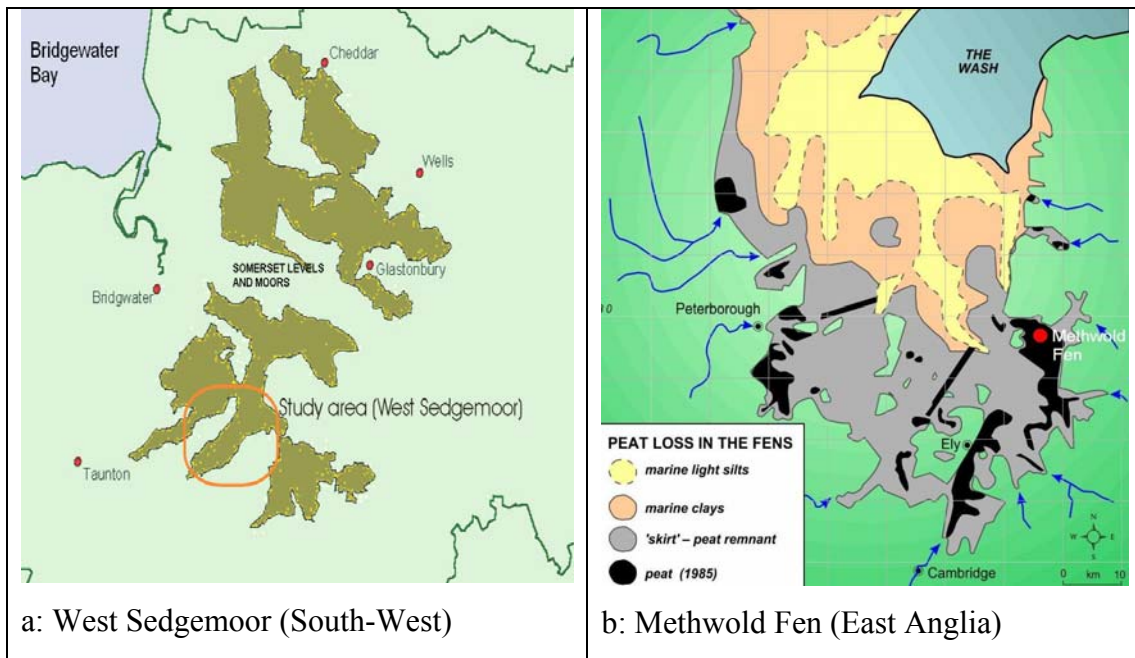 Bridgewater
Bay
Cheddar
Wells
SOMERSET LEVELS
AND MOORS
Glastonbury
Bridgwater
Study area (West Sedgemoor)
Taunton
a: West Sedgemoor (South-West)
THE
WASH
Peterborough
Methwold
Fen
Ely
Cambridge
PEAT LOSS IN THE FENS
marine light silts
marine clays
'skirt' – peat remnant
peat (1985)
N
W E
S
0 km 10
10
b: Methwold Fen (East Anglia)